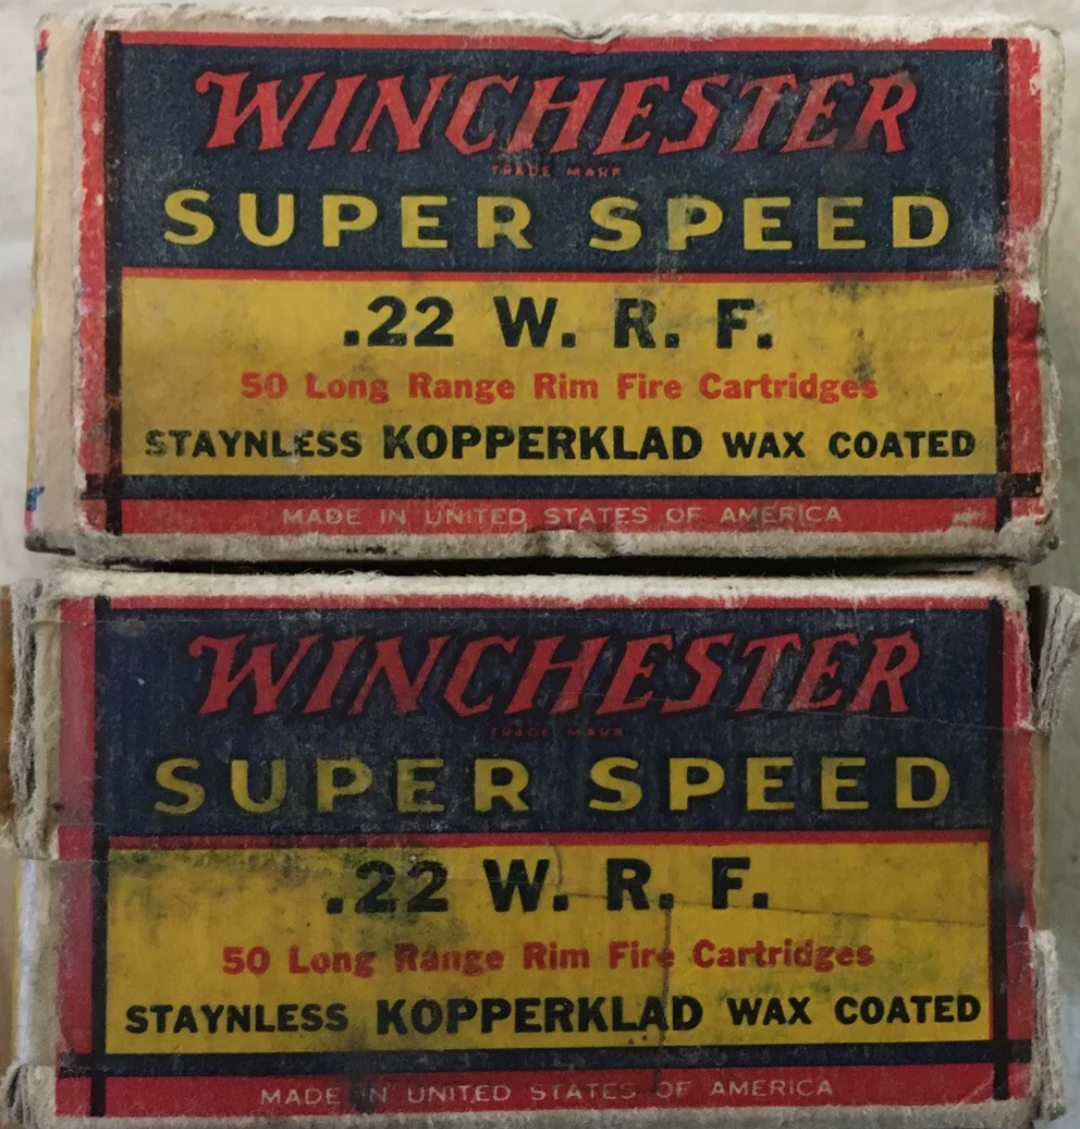 WINCHESTER
TRADE MARK
SUPER SPEED
.22 W. R. F.
50 Long Range Rim Fire Cartridges
STAYNLESS KOPPERKLAD WAX COATED
MADE IN UNITED STATES OF AMERICA
WINCHESTER
TRADE MARK
SUPER SPEED
.22 W. R. F.
50 Long Range Rim Fire Cartridges
STAYNLESS KOPPERKLAD WAX COATED
MADE IN UNITED STATES OF AMERICA